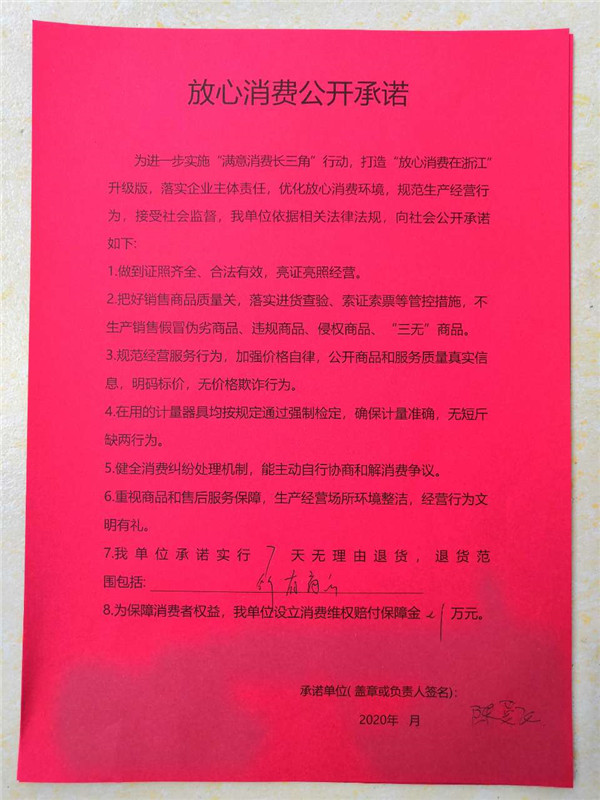 放心消费公开承诺
为进一步实施“满意消费长三角”行动，打造“放心消费在浙江”
升级版，落实企业主体责任，优化放心消费环境，规范生产经营行
为，接受社会监督，我单位依据相关法律法规，向社会公开承诺
如下:
1.做到证照齐全、合法有效，亮证亮照经营。
2.把好销售商品质量关，落实进货查验、索证索票等管控措施，不
生产销售假冒伪劣商品、违规商品、侵权商品、“三无”商品。
3.规范经营服务行为，加强价格自律，公开商品和服务质量真实信
息，明码标价，无价格欺诈行为。
4.在用的计量器具均按规定通过强制检定，确保计量准确，无短斤
缺两行为。
5.健全消费纠纷处理机制，能主动自行协商和解消费争议。
6.重视商品和售后服务保障，生产经营场所环境整洁，经营行为文
明有礼。
7.我单位承诺实行 7 天无理由退货，退货范
围包括: 所有商品
8.为保障消费者权益，我单位设立消费维权赔付保障金 万元。
承诺单位( 盖章或负责人签名):
2020年 月